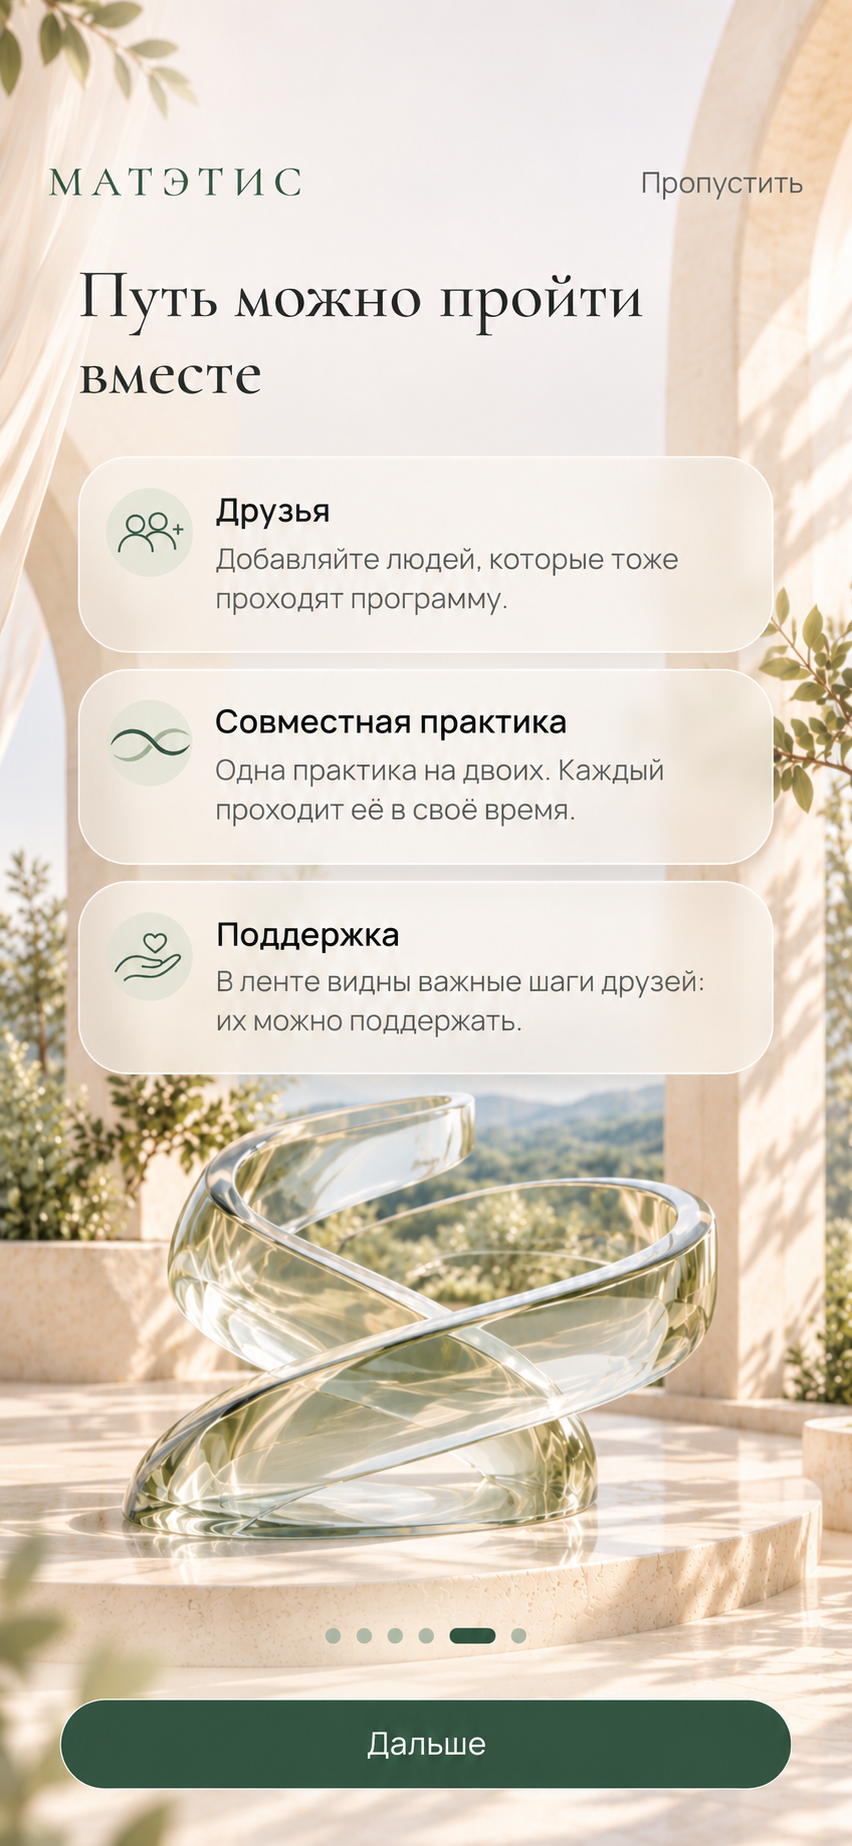 МАТЭТИС
Пропустить
Путь можно пройти
вместе
Друзья
Добавляйте людей, которые тоже
проходят программу.
Совместная практика
Одна практика на двоих. Каждый
проходит её в своё время.
Поддержка
В ленте видны важные шаги друзей:
их можно поддержать.
Дальше